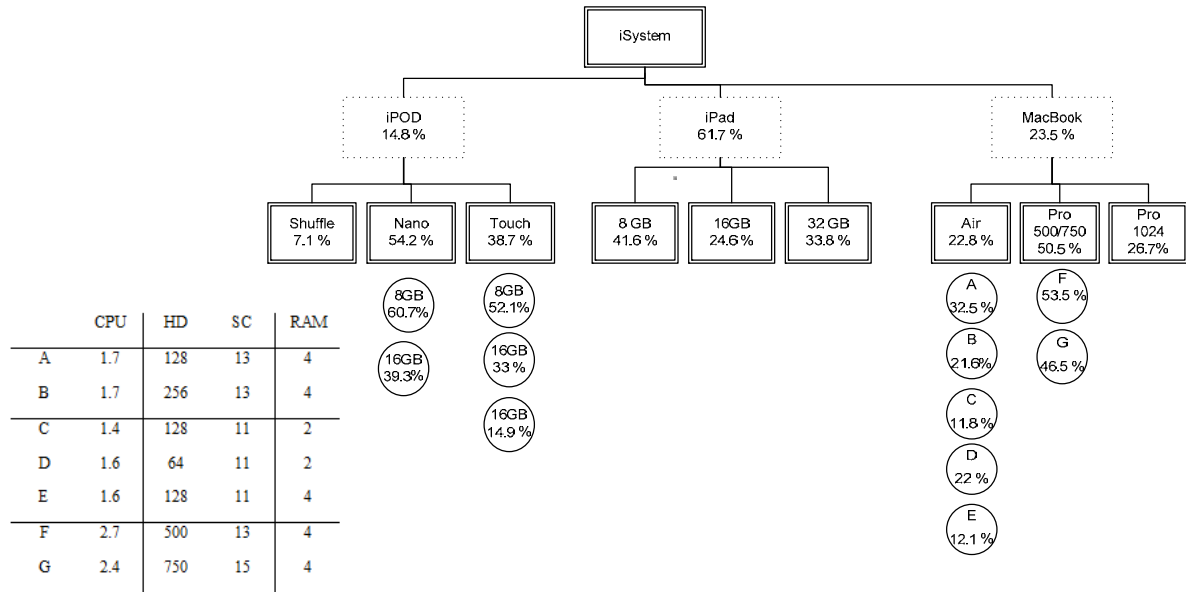 iSystem
iPOD
14.8 %
iPad
61.7 %
MacBook
23.5 %
Shuffle
7.1 %
Nano
54.2 %
Touch
38.7 %
8 GB
41.6 %
16GB
24.6 %
32 GB
33.8 %
Air
22.8 %
Pro
500/750
50.5 %
Pro
1024
26.7%
8GB
60.7%
16GB
39.3%
8GB
52.1%
16GB
33 %
16GB
14.9 %
A
32.5 %
B
21.6%
C
11.8 %
D
22 %
E
12.1 %
F
53.5 %
G
46.5 %
CPU HD SC RAM
A 1.7 128 13 4
B 1.7 256 13 4
C 1.4 128 11 2
D 1.6 64 11 2
E 1.6 128 11 4
F 2.7 500 13 4
G 2.4 750 15 4